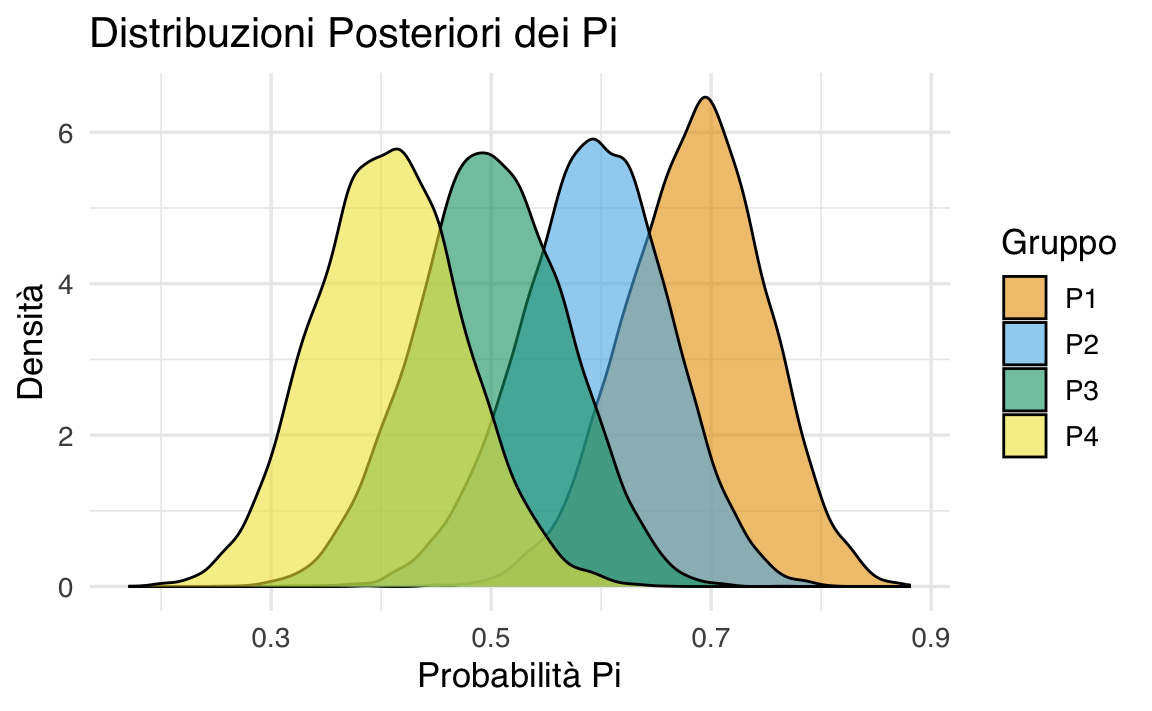 Distribuzioni Posteriori dei Pi
6
4
2
0
Densità
0.3
0.5
0.7
0.9
Probabilità Pi
Gruppo
P1
P2
P3
P4